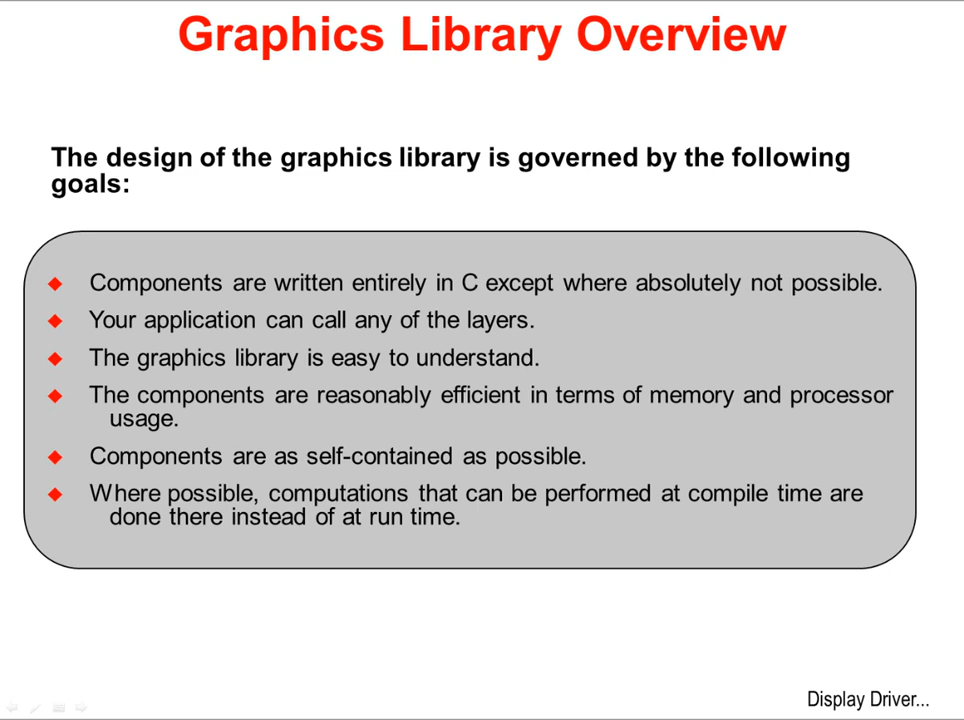 Graphics Library Overview
The design of the graphics library is governed by the following
goals:
Components are written entirely in C except where absolutely not possible.
Your application can call any of the layers.
The graphics library is easy to understand.
The components are reasonably efficient in terms of memory and processor
usage.
Components are as self-contained as possible.
Where possible, computations that can be performed at compile time are
done there instead of at run time.
Display Driver...